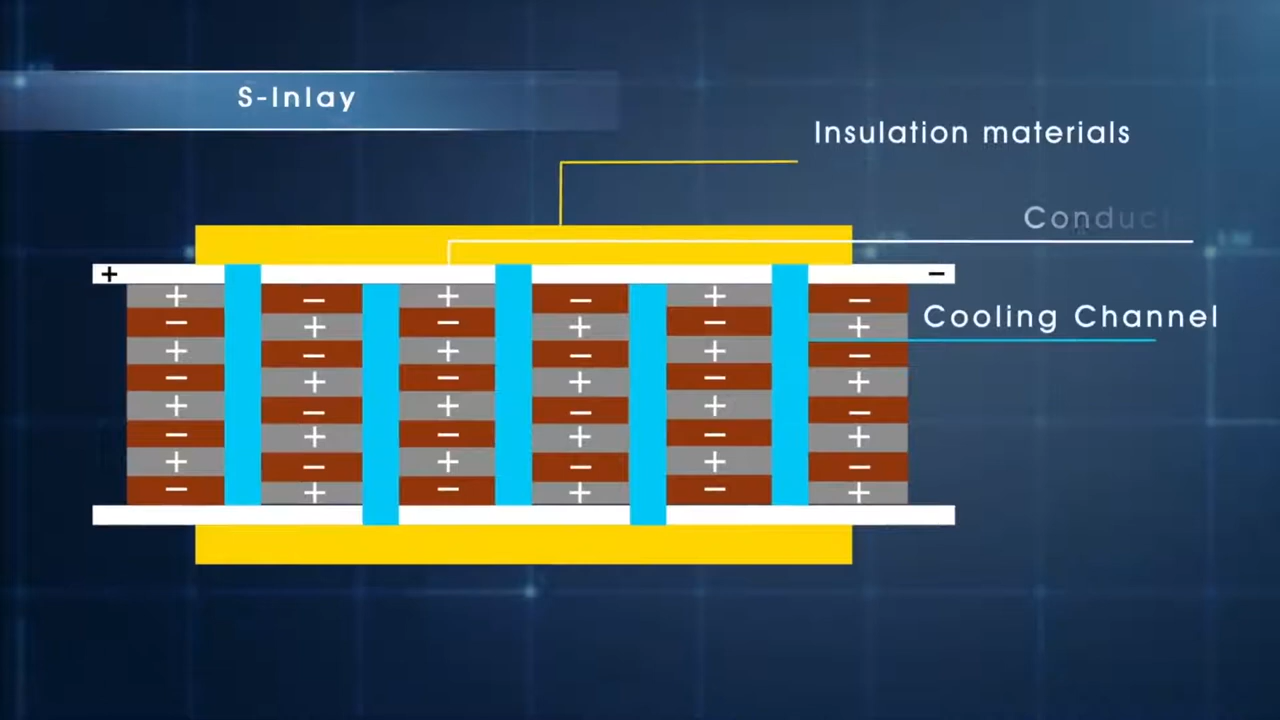 S-Inlay
Insulation materials
Cooling Channel
+ −
+ − + − + −
− + − + − +
+ − + − + −
− + − + − +
+ − + − + −
− + − + − +
+ − + − + −
− + − + − +